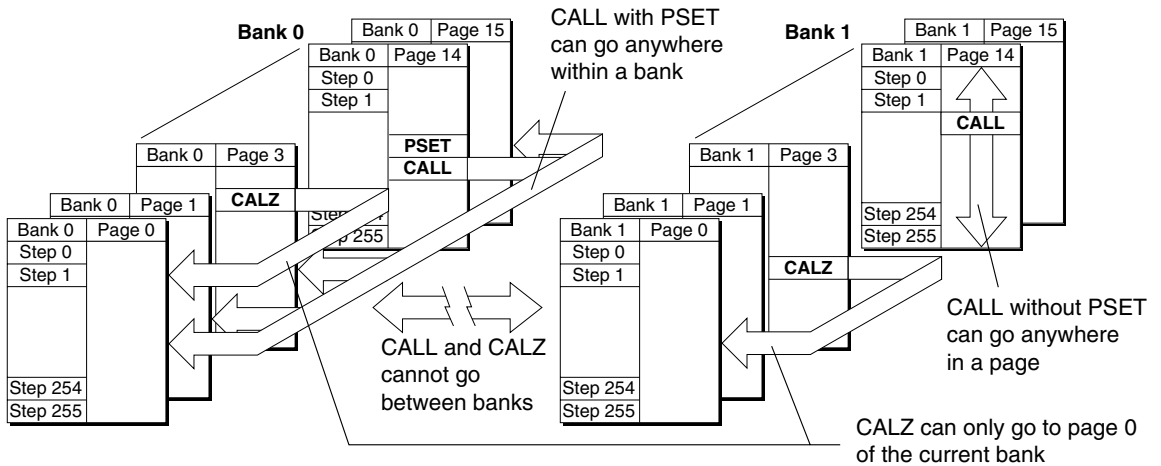 Bank 0
Bank 0 Page 15
Bank 0 Page 14
Step 0
Step 1
PSET
CALL
Step 255
Bank 0 Page 3
CALZ
Bank 0 Page 1
Bank 0 Page 0
Step 0
Step 1
Step 254
Step 255
CALL with PSET
can go anywhere
within a bank
CALL and CALZ
cannot go
between banks
Bank 1
Bank 1 Page 15
Bank 1 Page 14
Step 0
Step 1
CALL
Step 254
Step 255
Bank 1 Page 3
CALZ
Bank 1 Page 1
Bank 1 Page 0
Step 0
Step 1
Step 254
Step 255
CALL without PSET
can go anywhere
in a page
CALZ can only go to page 0
of the current bank